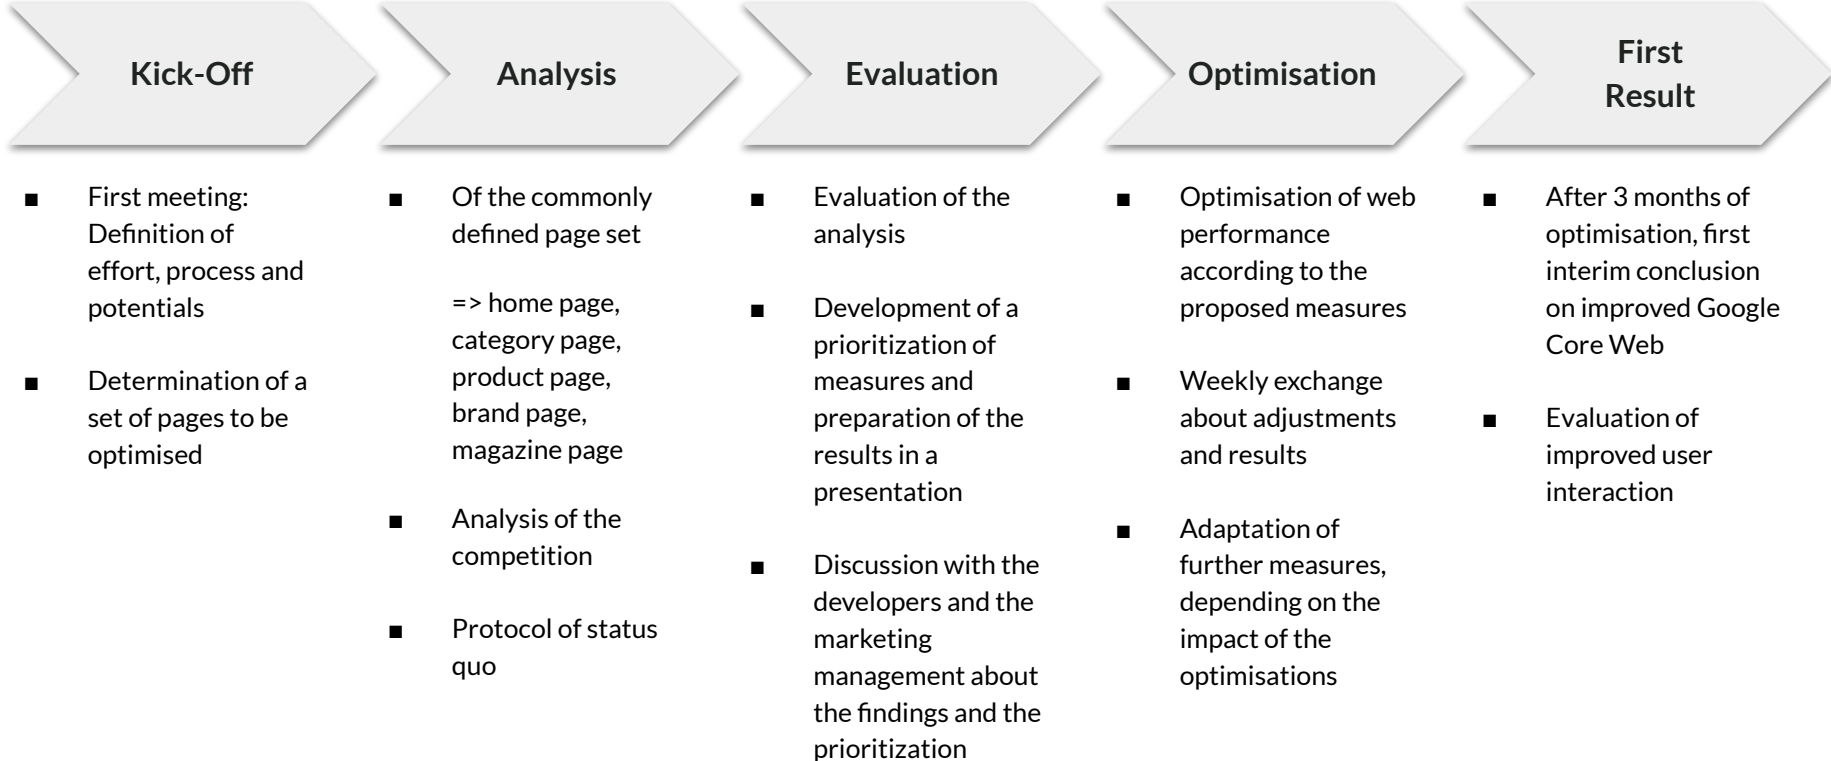 Kick-Off
Analysis
Evaluation
Optimisation
First
Result
■ First meeting:
Definition of
effort, process and
potentials
■ Determination of a
set of pages to be
optimised
■ Of the commonly
defined page set
=> home page,
category page,
product page,
brand page,
magazine page
■ Analysis of the
competition
■ Protocol of status
quo
■ Evaluation of the
analysis
■ Development of a
prioritization of
measures and
preparation of the
results in a
presentation
■ Discussion with the
developers and the
marketing
management about
the findings and the
prioritization
■ Optimisation of web
performance
according to the
proposed measures
■ Weekly exchange
about adjustments
and results
■ Adaptation of
further measures,
depending on the
impact of the
optimisations
■ After 3 months of
optimisation, first
interim conclusion
on improved Google
Core Web
■ Evaluation of
improved user
interaction